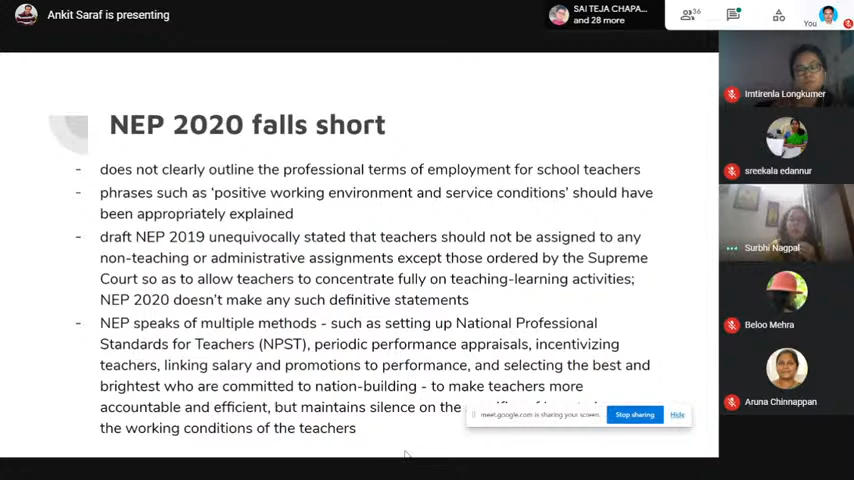 Ankit Saraf is presenting
SAI TEJA CHAPA...
and 28 more
36
You
NEP 2020 falls short
- does not clearly outline the professional terms of employment for school teachers
- phrases such as ‘positive working environment and service conditions’ should have
been appropriately explained
- draft NEP 2019 unequivocally stated that teachers should not be assigned to any
non-teaching or administrative assignments except those ordered by the Supreme
Court so as to allow teachers to concentrate fully on teaching-learning activities;
NEP 2020 doesn’t make any such definitive statements
- NEP speaks of multiple methods - such as setting up National Professional
Standards for Teachers (NPST), periodic performance appraisals, incentivizing
teachers, linking salary and promotions to performance, and selecting the best and
brightest who are committed to nation-building - to make teachers more
accountable and efficient, but maintains silence on the
the working conditions of the teachers
meet.google.com is sharing your screen.
Stop sharing
Hide
Imtirenla Longkumer
sreekala edannur
Surbhi Nagpal
Beloo Mehra
Aruna Chinnappan